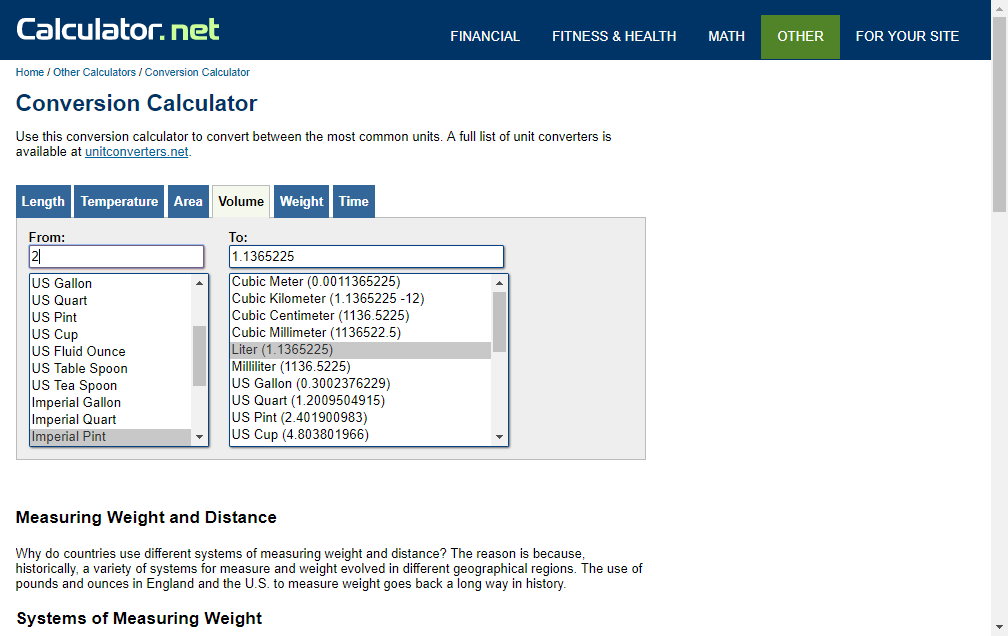 Calculator.net
FINANCIAL FITNESS & HEALTH MATH OTHER FOR YOUR SITE
Home / Other Calculators / Conversion Calculator
Conversion Calculator
Use this conversion calculator to convert between the most common units. A full list of unit converters is
available at unitconverters.net.
Length Temperature Area Volume Weight Time
From:
2
US Gallon
US Quart
US Pint
US Cup
US Fluid Ounce
US Table Spoon
US Tea Spoon
Imperial Gallon
Imperial Quart
Imperial Pint
To:
1.1365225
Cubic Meter (0.0011365225)
Cubic Kilometer (1.1365225 -12)
Cubic Centimeter (1136.5225)
Cubic Millimeter (1136522.5)
Liter (1.1365225)
Milliliter (1136.5225)
US Gallon (0.3002376229)
US Quart (1.2009504915)
US Pint (2.401900983)
US Cup (4.803801966)
Measuring Weight and Distance
Why do countries use different systems of measuring weight and distance? The reason is because,
historically, a variety of systems for measure and weight evolved in different geographical regions. The use of
pounds and ounces in England and the U.S. to measure weight goes back a long way in history.
Systems of Measuring Weight